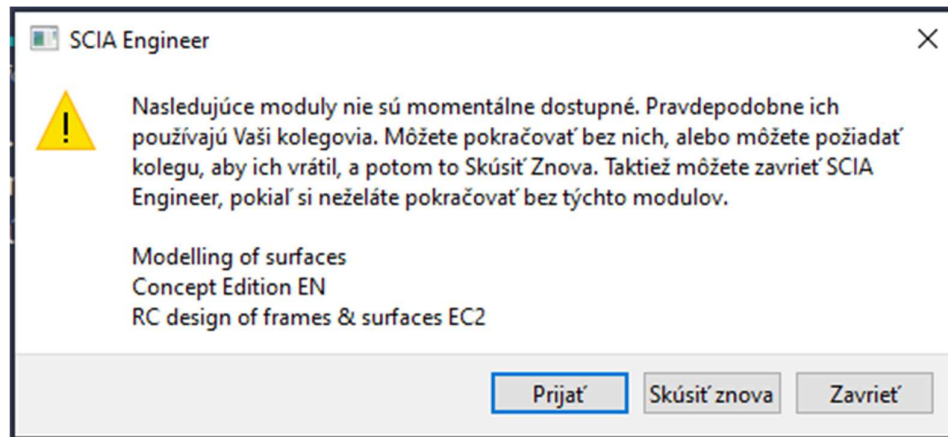 SCIA Engineer
Nasledujúce moduly nie sú momentálne dostupné. Pravdepodobne ich
používajú Vaši kolegovia. Môžete pokračovať bez nich, alebo môžete požiadať
kolegu, aby ich vrátil, a potom to Skúsiť Znova. Taktiež môžete zavrieť SCIA
Engineer, pokiaľ si neželáte pokračovať bez týchto modulov.
Modelling of surfaces
Concept Edition EN
RC design of frames & surfaces EC2
Prijať Skúsiť znova Zavrieť